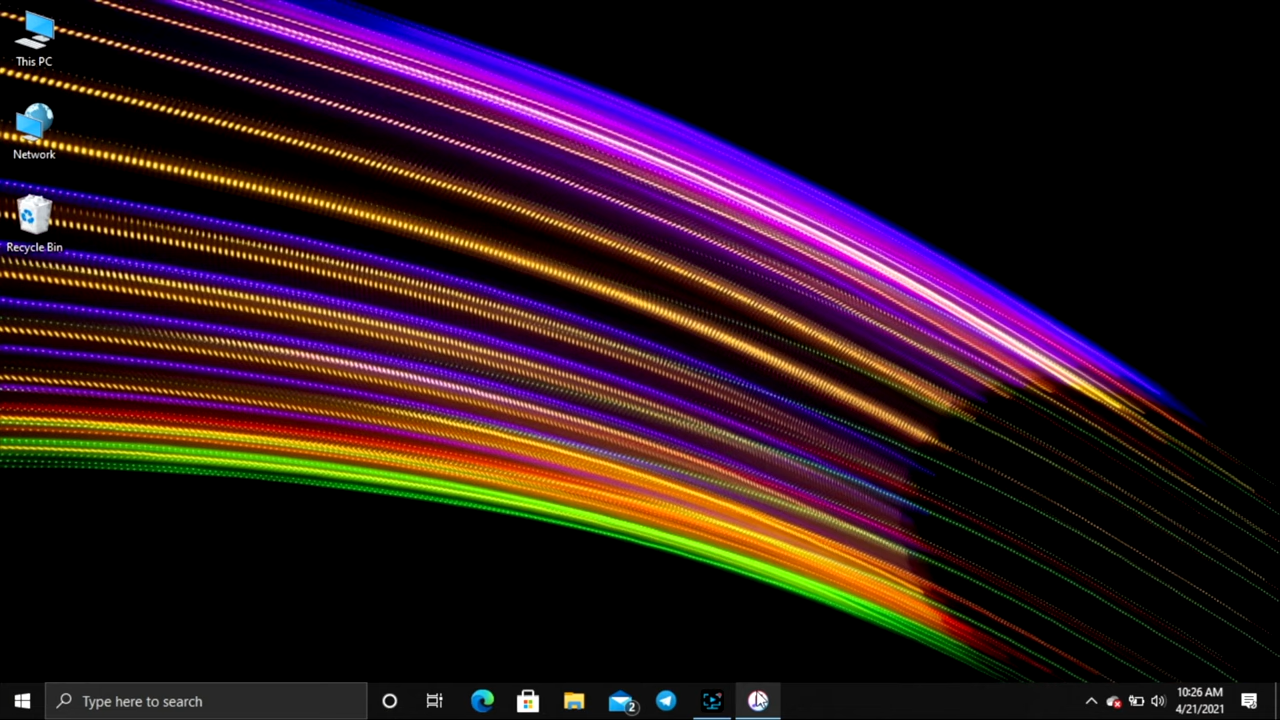 This PC
Network
Recycle Bin
Type here to search
2
10:26 AM
4/21/2021